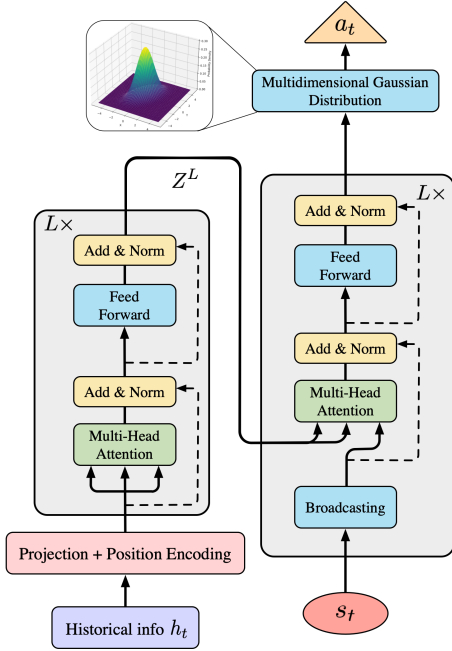 a_t
Multidimensional Gaussian
Distribution
Z^L
L×
Add & Norm
Feed
Forward
Add & Norm
Multi-Head
Attention
Projection + Position Encoding
Historical info h_t
L×
Add & Norm
Feed
Forward
Add & Norm
Multi-Head
Attention
Broadcasting
s_t